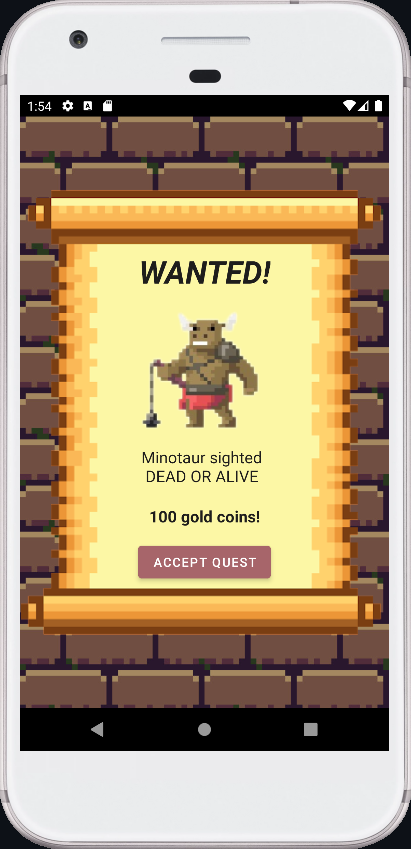 1:54
WANTED!
Minotaur sighted
DEAD OR ALIVE
100 gold coins!
ACCEPT QUEST